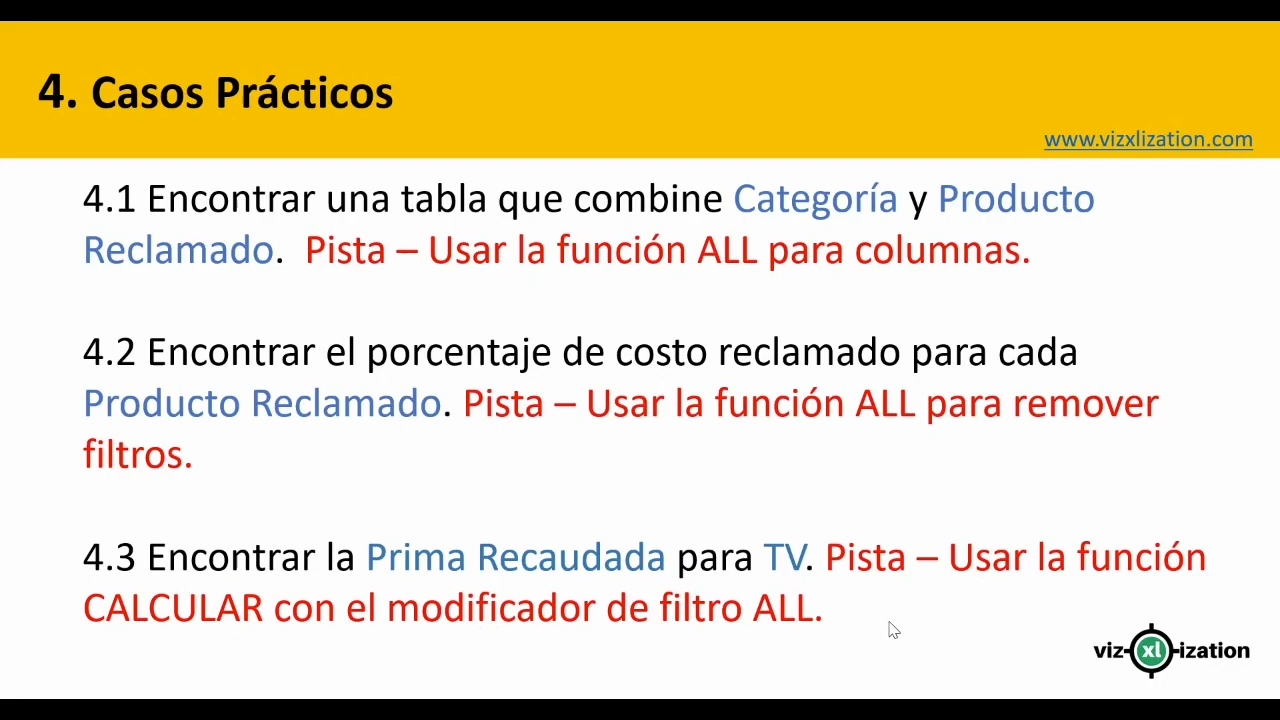 4. Casos Prácticos
www.vizxlization.com
4.1 Encontrar una tabla que combine Categoría y Producto
Reclamado. Pista – Usar la función ALL para columnas.
4.2 Encontrar el porcentaje de costo reclamado para cada
Producto Reclamado. Pista – Usar la función ALL para remover
filtros.
4.3 Encontrar la Prima Recaudada para TV. Pista – Usar la función
CALCULAR con el modificador de filtro ALL.
viz-xl-ization